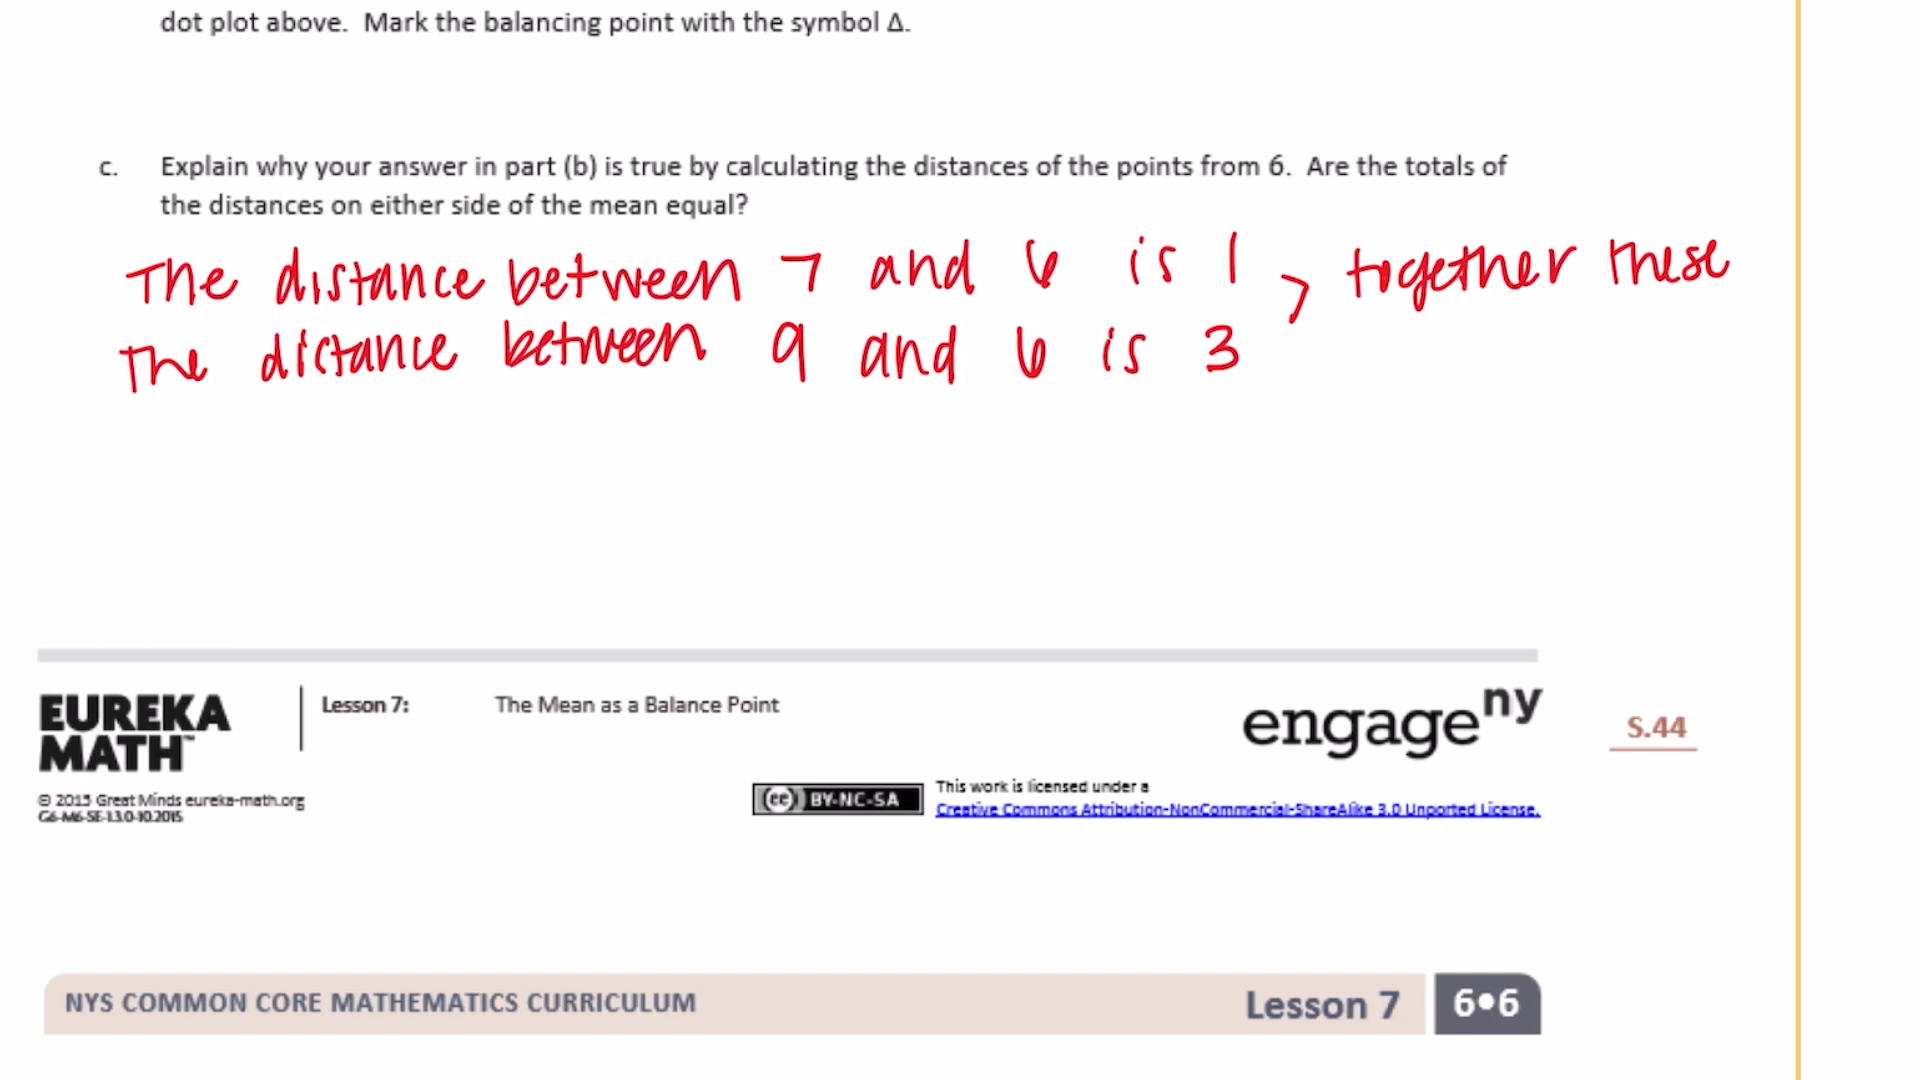 dot plot above. Mark the balancing point with the symbol Δ.
c. Explain why your answer in part (b) is true by calculating the distances of the points from 6. Are the totals of
the distances on either side of the mean equal?
The distance between 7 and 6 is 1 > together these
The distance between 9 and 6 is 3
EUREKA
MATH™
Lesson 7: The Mean as a Balance Point
engage ny
S.44
© 2015 Great Minds eureka-math.org
G6-M6-SE-1.3.0-10.2015
cc BY-NC-SA
This work is licensed under a
Creative Commons Attribution-NonCommercial-ShareAlike 3.0 Unported License.
NYS COMMON CORE MATHEMATICS CURRICULUM
Lesson 7
6•6